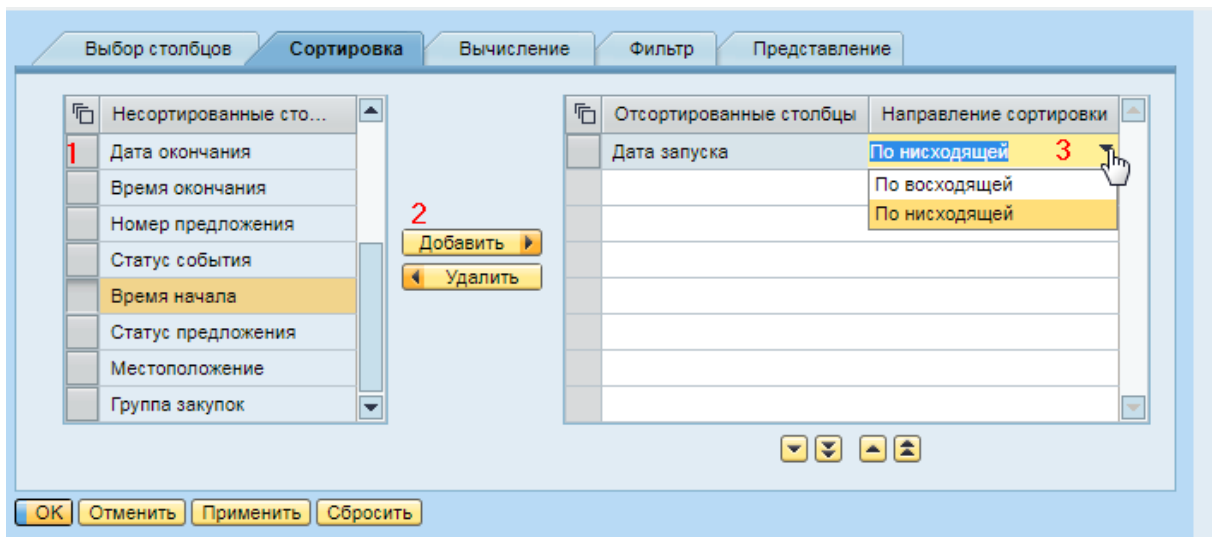 Выбор столбцов Сортировка Вычисление Фильтр Представление
Несортированные сто...
Отсортированные столбцы Направление сортировки
1 Дата окончания
Дата запуска По нисходящей 3
Время окончания
По восходящей
Номер предложения
По нисходящей
2
Добавить
Статус события
Удалить
Время начала
Статус предложения
Местоположение
Группа закупок
OK Отменить Применить Сбросить